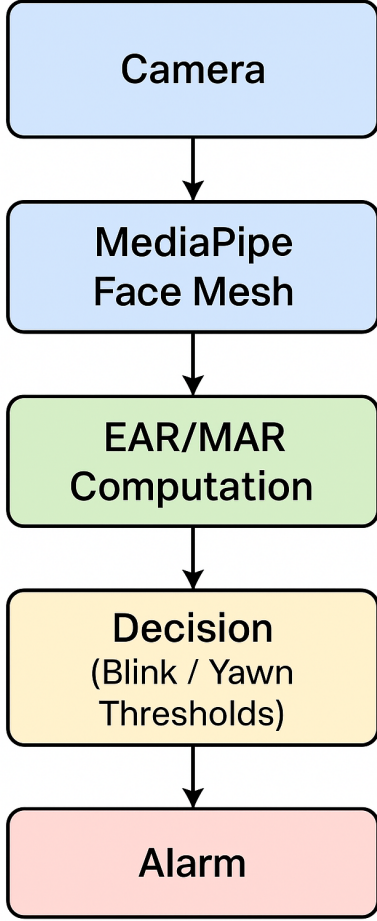 Camera
MediaPipe
Face Mesh
EAR/MAR
Computation
Decision
(Blink / Yawn
Thresholds)
Alarm